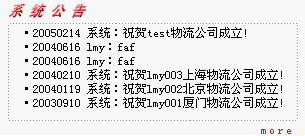 系统公告
• 20050214 系统：祝贺test物流公司成立!
• 20040616 lmy：faf
• 20040616 lmy：faf
• 20040210 系统：祝贺lmy003上海物流公司成立!
• 20040119 系统：祝贺lmy002北京物流公司成立!
• 20030910 系统：祝贺lmy001厦门物流公司成立!
more